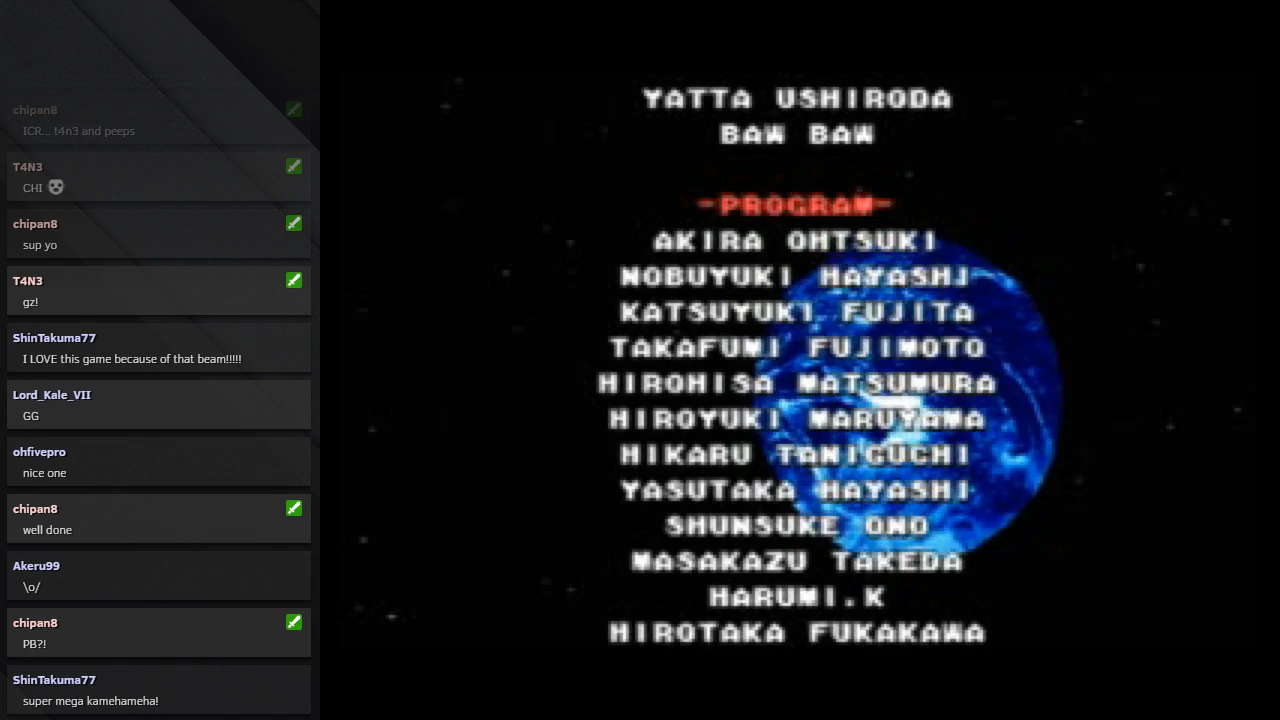 chipan8
ICR... t4n3 and peeps
T4N3
CHI
chipan8
sup yo
T4N3
gz!
ShinTakuma77
I LOVE this game because of that beam!!!!!
Lord_Kale_VII
GG
ohfivepro
nice one
chipan8
well done
Akeru99
\o/
chipan8
PB?!
ShinTakuma77
super mega kamehameha!
YATTA USHIRODA
BAW BAW
-PROGRAM-
AKIRA OHTSUKI
NOBUYUKI HAYASHI
KATSUYUKI FUJITA
TAKAFUMI FUJIMOTO
HIROHISA MATSUMURA
HIROYUKI MARUYAMA
HIKARU TANIGUCHI
YASUTAKA HAYASHI
SHUNSUKE ONO
MASAKAZU TAKEDA
HARUMI.K
HIROTAKA FUKAKAWA